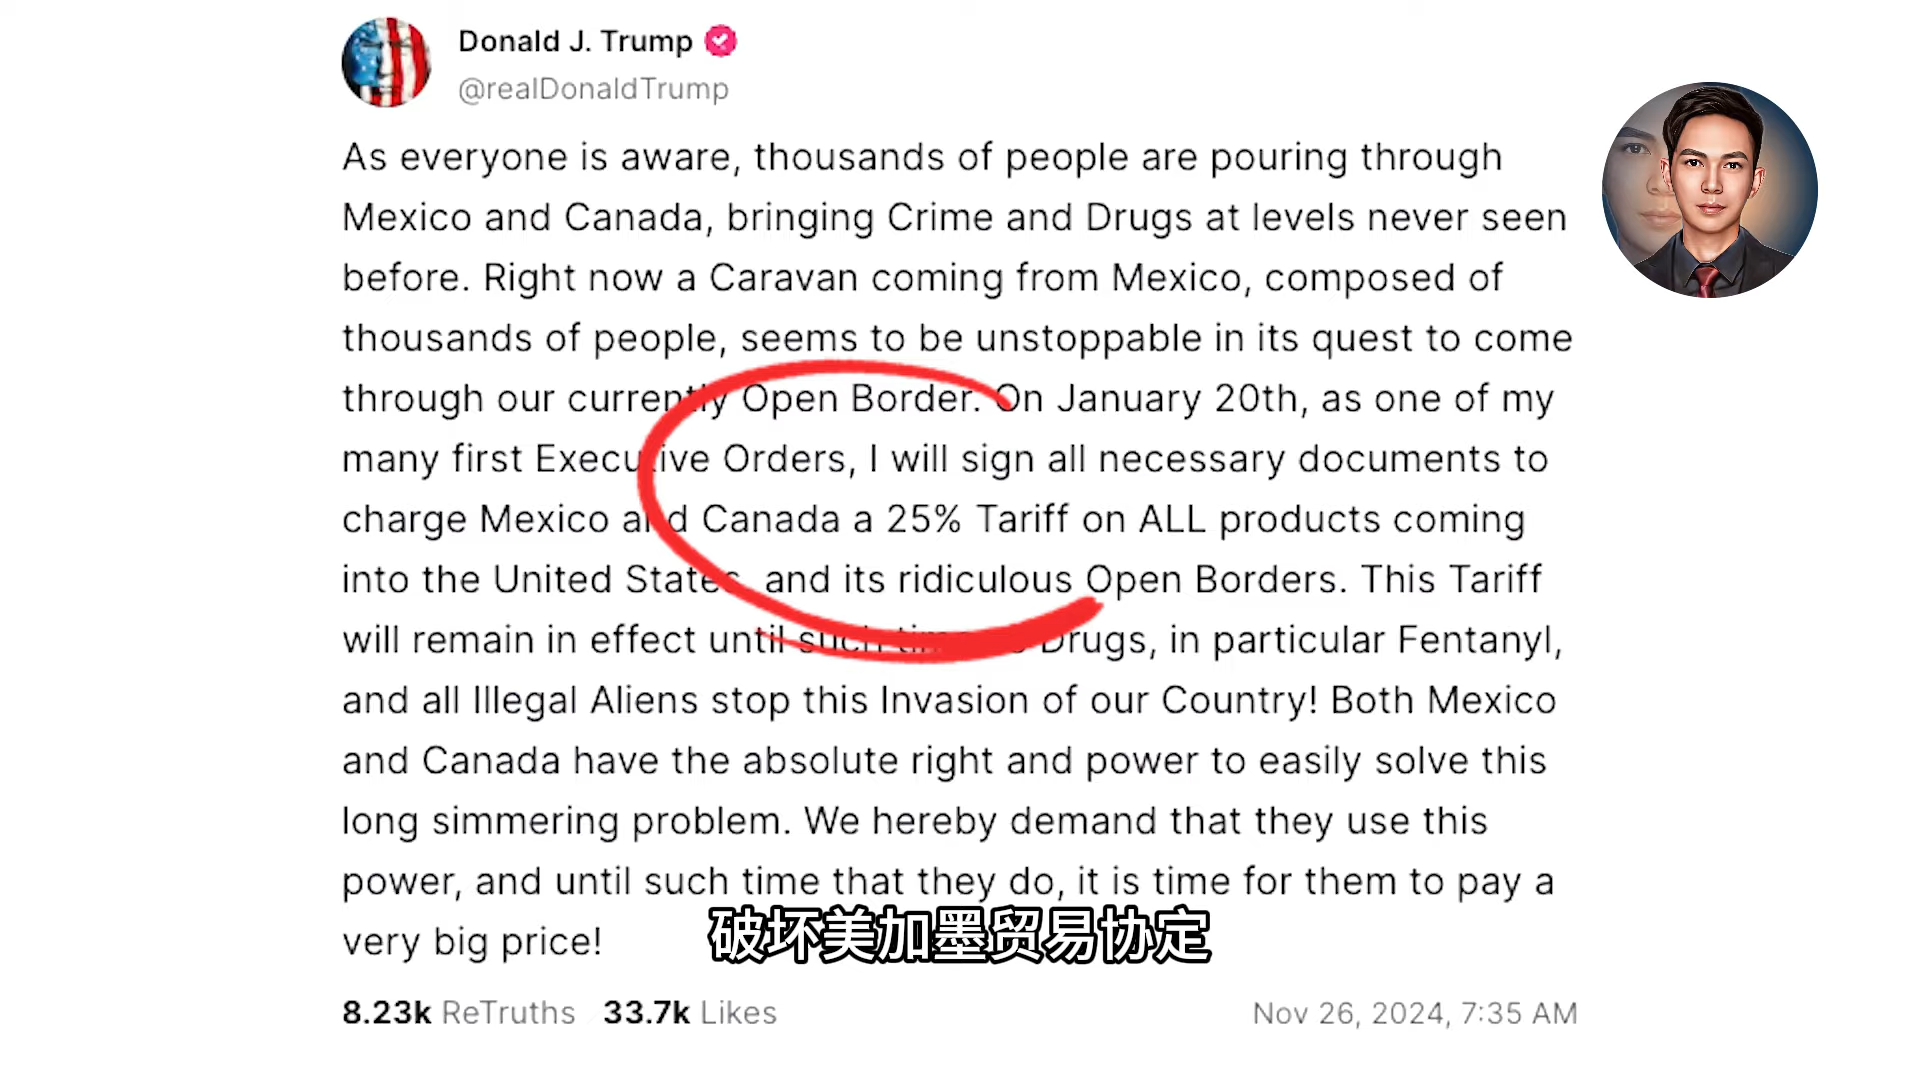 Donald J. Trump
@realDonaldTrump
As everyone is aware, thousands of people are pouring through
Mexico and Canada, bringing Crime and Drugs at levels never seen
before. Right now a Caravan coming from Mexico, composed of
thousands of people, seems to be unstoppable in its quest to come
through our currently Open Border. On January 20th, as one of my
many first Executive Orders, I will sign all necessary documents to
charge Mexico and Canada a 25% Tariff on ALL products coming
into the United States, and its ridiculous Open Borders. This Tariff
will remain in effect until such time as Drugs, in particular Fentanyl,
and all Illegal Aliens stop this Invasion of our Country! Both Mexico
and Canada have the absolute right and power to easily solve this
long simmering problem. We hereby demand that they use this
power, and until such time that they do, it is time for them to pay a
very big price!
破坏美加墨贸易协定
8.23k ReTruths 33.7k Likes
Nov 26, 2024, 7:35 AM